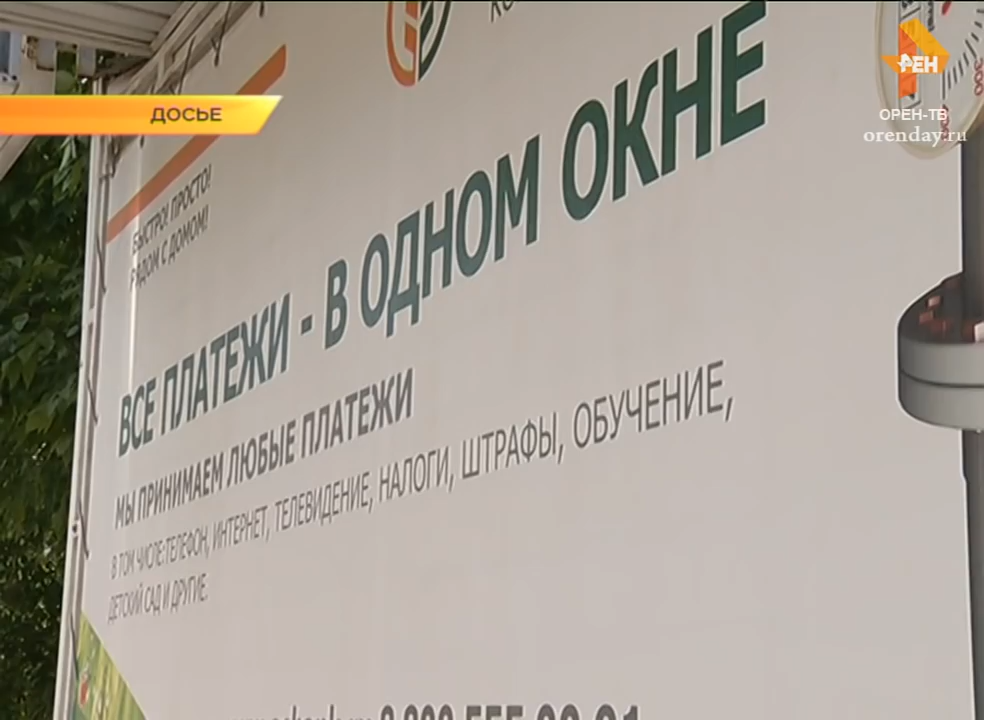 ДОСЬЕ
РЕН
ОРЕН-ТВ
orenday.ru
БЫСТРО! ПРОСТО!
РЯДОМ С ДОМОМ!
ВСЕ ПЛАТЕЖИ - В ОДНОМ ОКНЕ
МЫ ПРИНИМАЕМ ЛЮБЫЕ ПЛАТЕЖИ
В ТОМ ЧИСЛЕ:ТЕЛЕФОН, ИНТЕРНЕТ, ТЕЛЕВИДЕНИЕ, НАЛОГИ, ШТРАФЫ, ОБУЧЕНИЕ,
ДЕТСКИЙ САД И ДРУГИЕ.